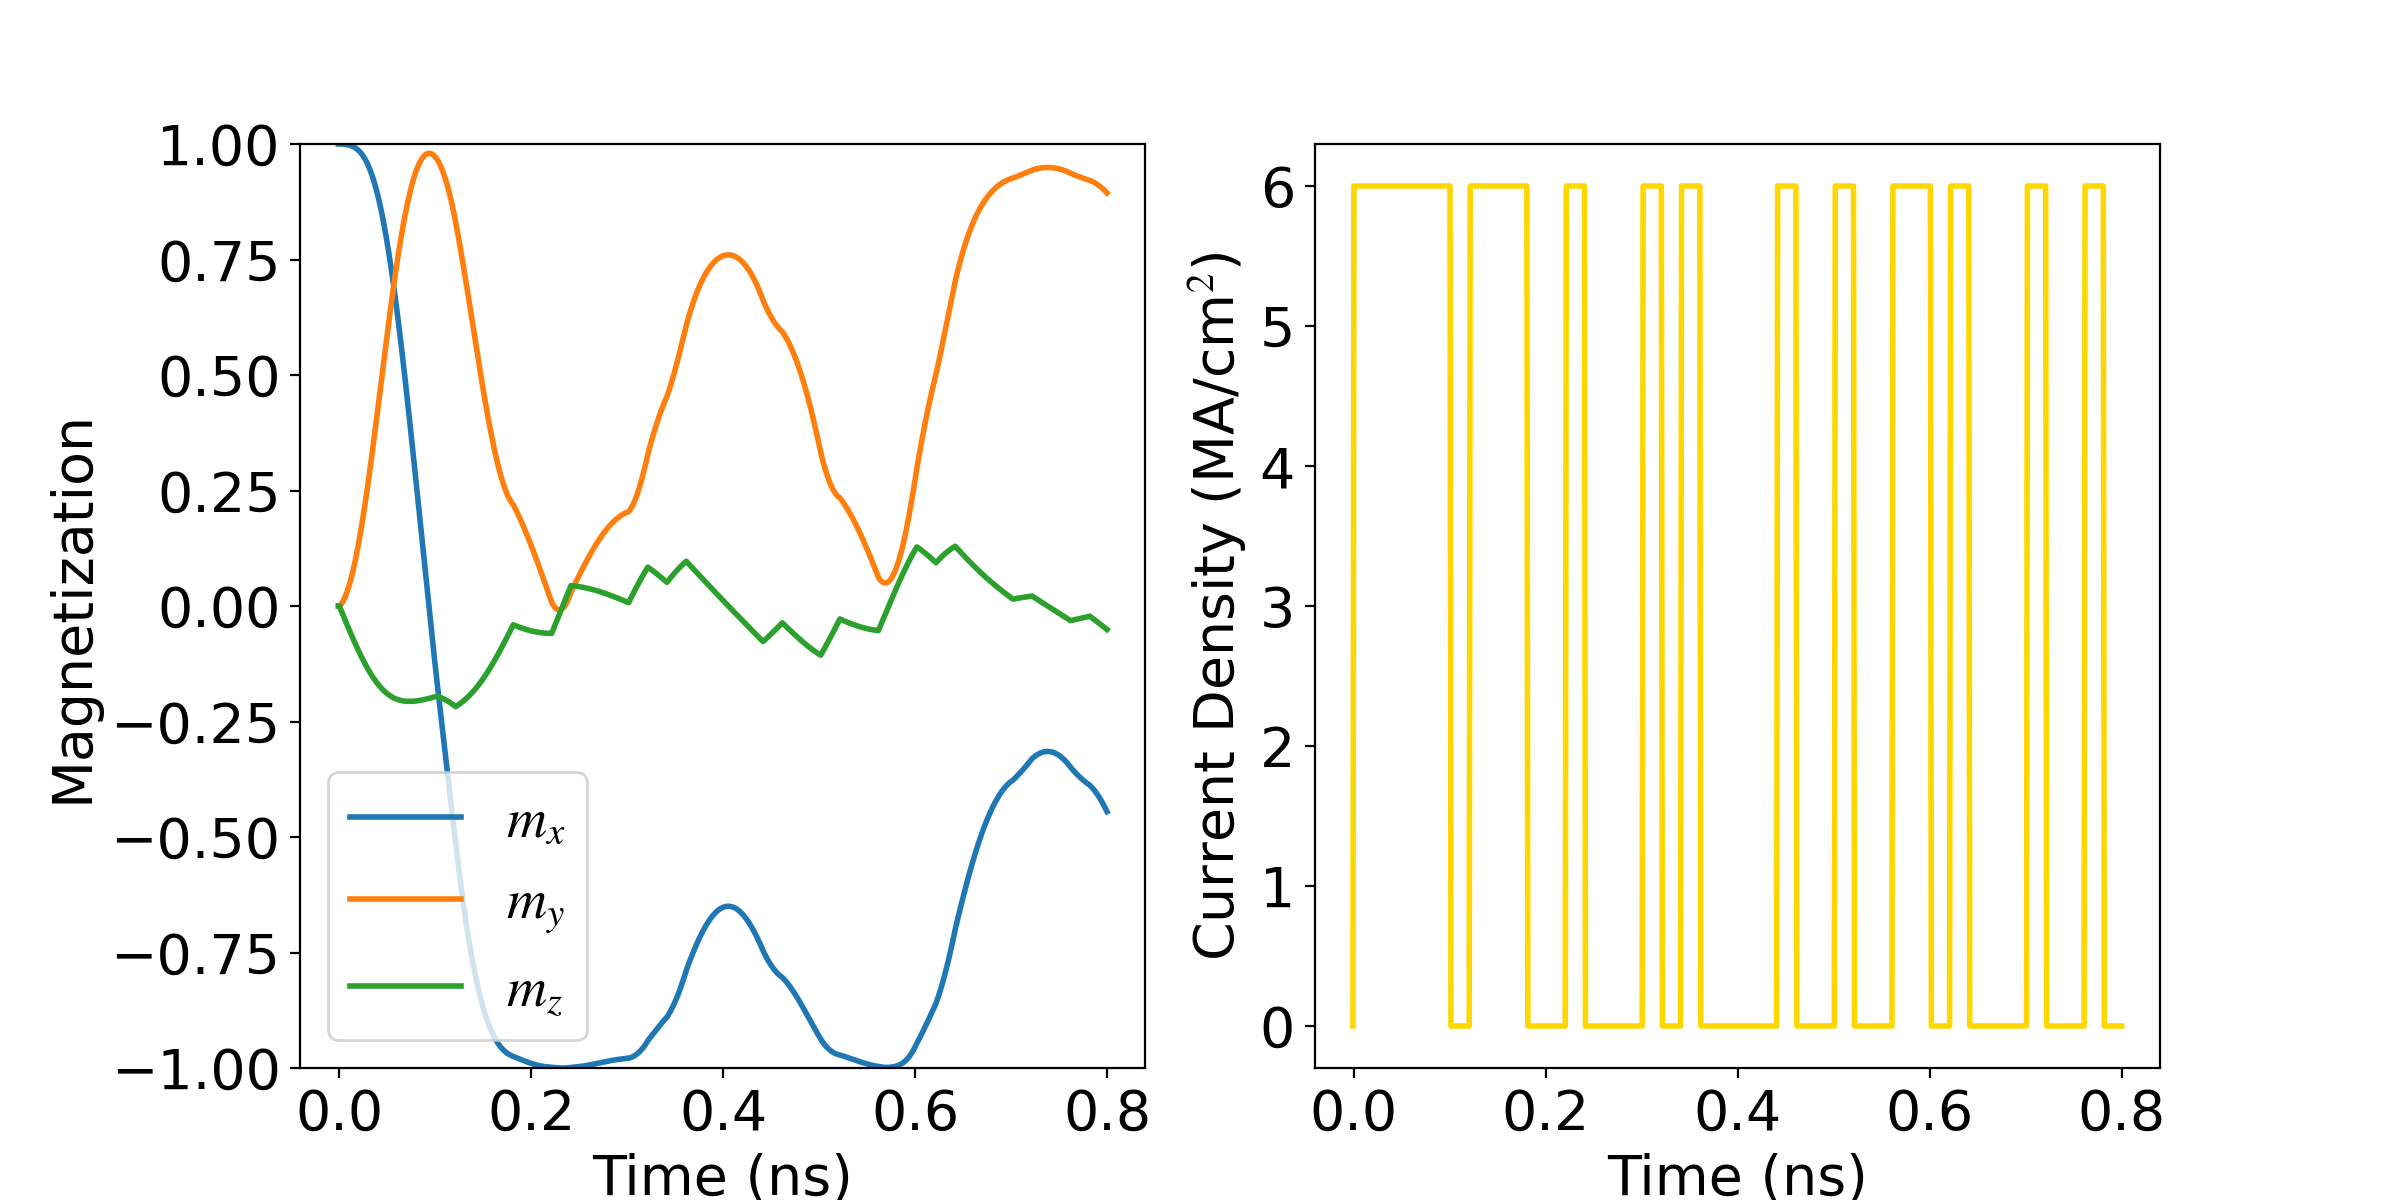 Magnetization
1.00
0.75
0.50
0.25
0.00
−0.25
−0.50
−0.75
−1.00
m_x
m_y
m_z
0.0 0.2 0.4 0.6 0.8
Time (ns)
Current Density (MA/cm²)
6
5
4
3
2
1
0
0.0 0.2 0.4 0.6 0.8
Time (ns)